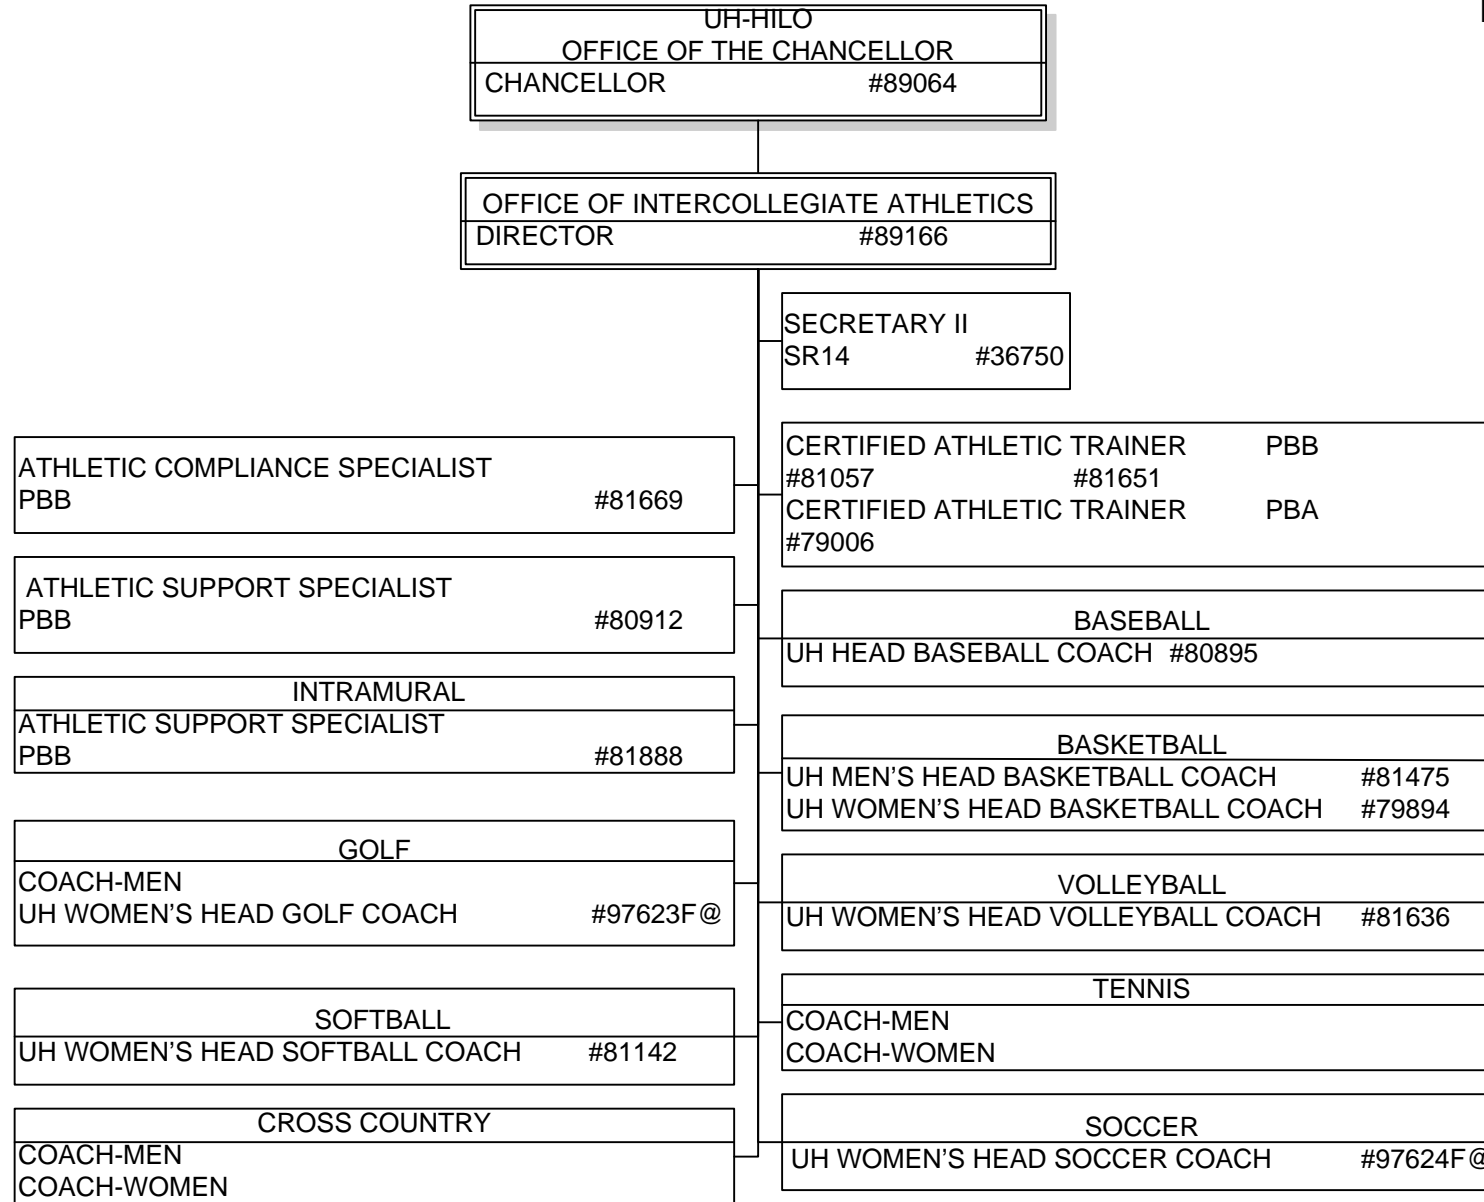 UH-HILO
OFFICE OF THE CHANCELLOR
CHANCELLOR #89064
OFFICE OF INTERCOLLEGIATE ATHLETICS
DIRECTOR #89166
SECRETARY II
SR14 #36750
ATHLETIC COMPLIANCE SPECIALIST
PBB #81669
CERTIFIED ATHLETIC TRAINER PBB
#81057 #81651
CERTIFIED ATHLETIC TRAINER PBA
#79006
ATHLETIC SUPPORT SPECIALIST
PBB #80912
BASEBALL
UH HEAD BASEBALL COACH #80895
INTRAMURAL
ATHLETIC SUPPORT SPECIALIST
PBB #81888
BASKETBALL
UH MEN'S HEAD BASKETBALL COACH #81475
UH WOMEN'S HEAD BASKETBALL COACH #79894
GOLF
COACH-MEN
UH WOMEN'S HEAD GOLF COACH #97623F@
VOLLEYBALL
UH WOMEN'S HEAD VOLLEYBALL COACH #81636
SOFTBALL
UH WOMEN'S HEAD SOFTBALL COACH #81142
TENNIS
COACH-MEN
COACH-WOMEN
CROSS COUNTRY
COACH-MEN
COACH-WOMEN
SOCCER
UH WOMEN'S HEAD SOCCER COACH #97624F@